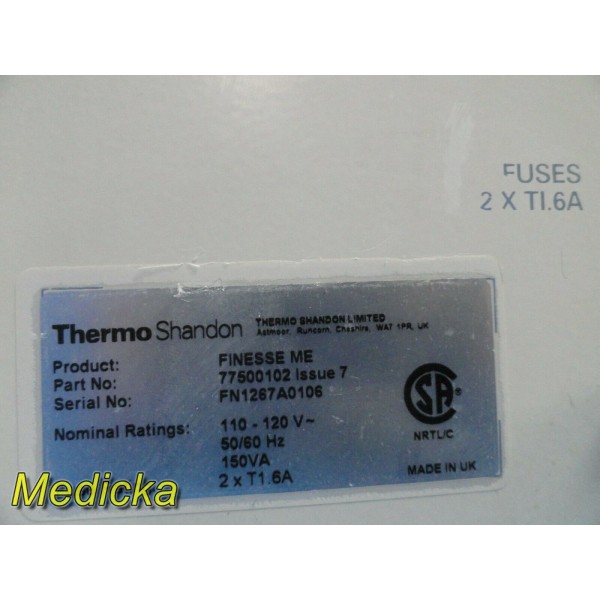 FUSES
2 X T1.6A
Thermo Shandon
THERMO SHANDON LIMITED
Astmoor, Runcorn, Cheshire, WA7 1PR, UK
Product: FINESSE ME
Part No: 77500102 Issue 7
Serial No: FN1267A0106
Nominal Ratings: 110 - 120 V~
50/60 Hz
150VA
2 x T1.6A
SA
NRTL/C
MADE IN UK
Medicka